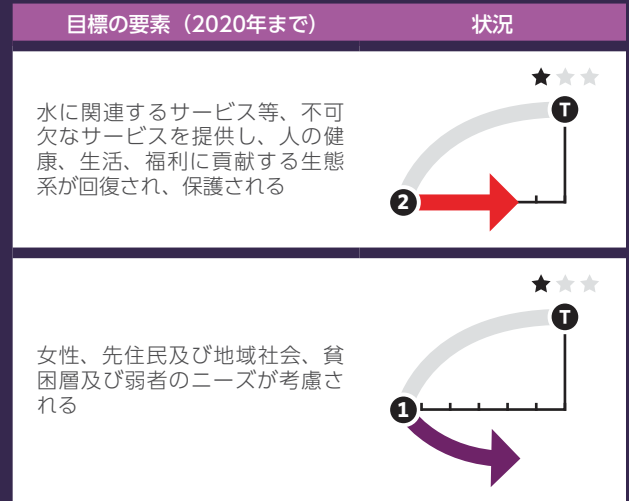 目標の要素（2020年まで）
状況
水に関連するサービス等、不可
欠なサービスを提供し、人の健
康、生活、福利に貢献する生態
系が回復され、保護される
T
2
女性、先住民及び地域社会、貧
困層及び弱者のニーズが考慮さ
れる
T
1